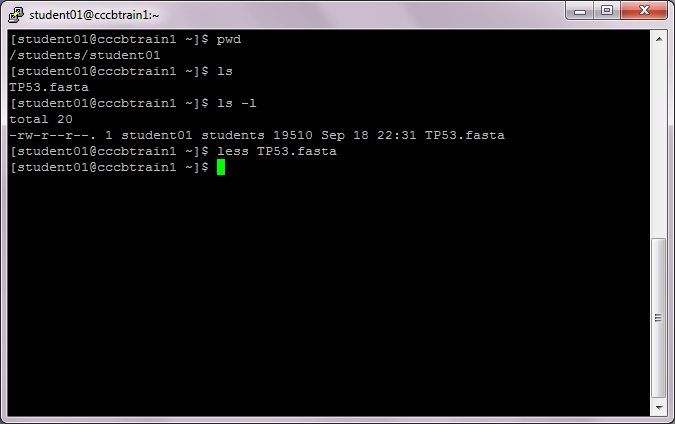 student01@cccbtrain1:~
[student01@cccbtrain1 ~]$ pwd
/students/student01
[student01@cccbtrain1 ~]$ ls
TP53.fasta
[student01@cccbtrain1 ~]$ ls -l
total 20
-rw-r--r--. 1 student01 students 19510 Sep 18 22:31 TP53.fasta
[student01@cccbtrain1 ~]$ less TP53.fasta
[student01@cccbtrain1 ~]$